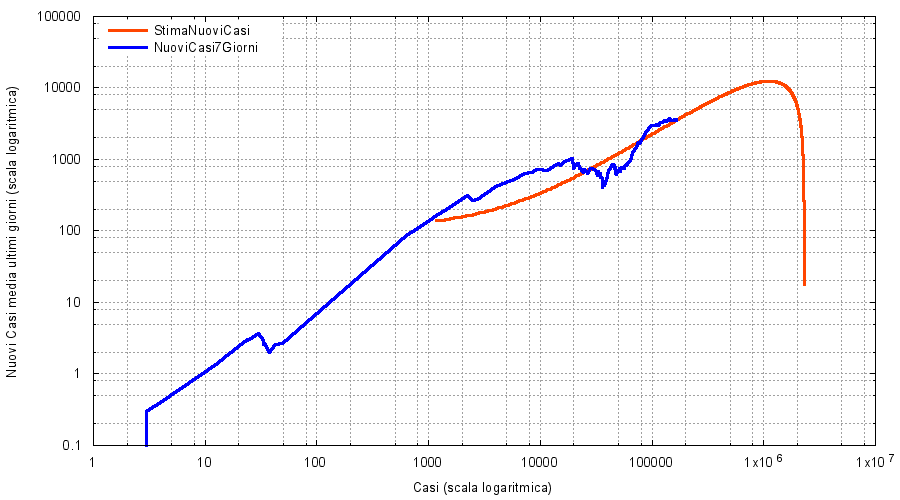 100000
10000
1000
100
10
1
0.1
StimaNuoviCasi
NuoviCasi7Giorni
Nuovi Casi media ultimi giorni (scala logaritmica)
1
10
100
1000
10000
100000
1x10^6
1x10^7
Casi (scala logaritmica)